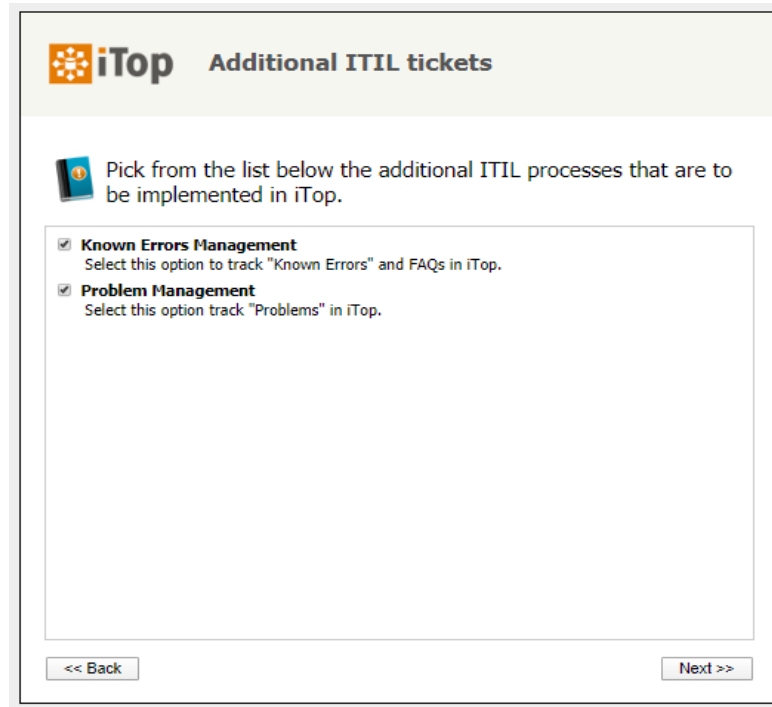 iTop Additional ITIL tickets
Pick from the list below the additional ITIL processes that are to
be implemented in iTop.
Known Errors Management
Select this option to track "Known Errors" and FAQs in iTop.
Problem Management
Select this option track "Problems" in iTop.
<< Back Next >>